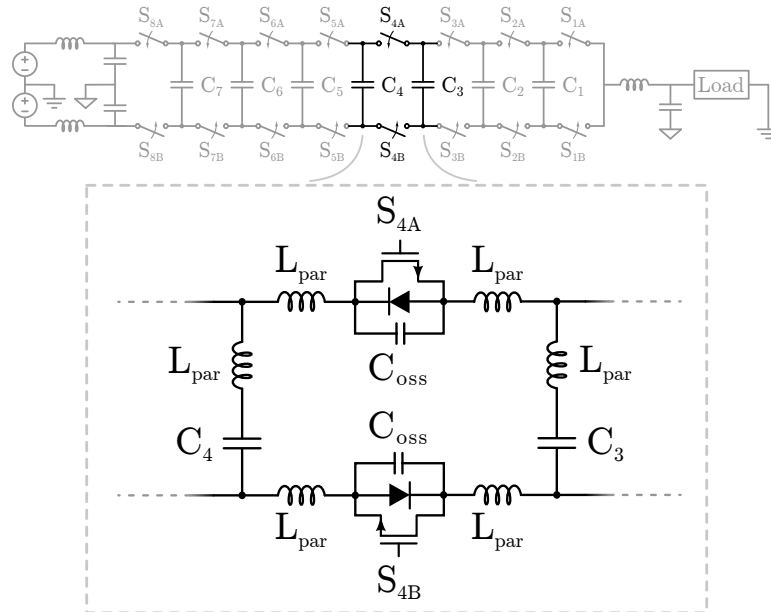 S8A S7A S6A S5A S4A S3A S2A S1A
C7 C6 C5 C4 C3 C2 C1 Load
S8B S7B S6B S5B S4B S3B S2B S1B
S4A
Lpar Lpar
Lpar Coss Lpar
C4 Coss C3
Lpar Lpar
S4B